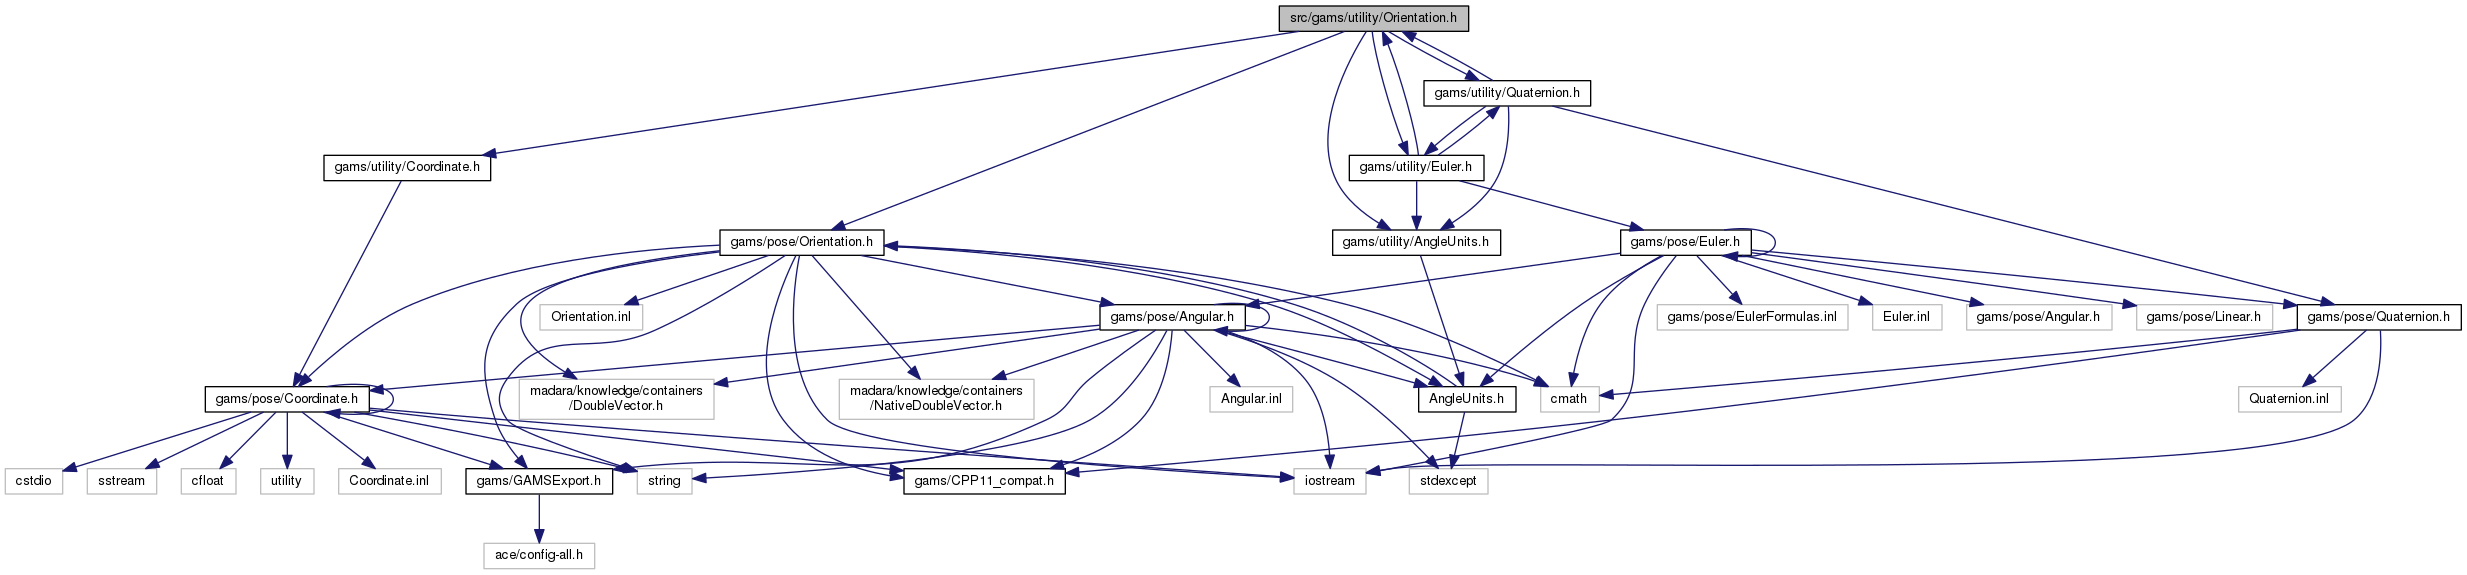 src/gams/utility/Orientation.h
gams/utility/Quaternion.h
gams/utility/Coordinate.h
gams/utility/Euler.h
gams/pose/Orientation.h
gams/utility/AngleUnits.h
gams/pose/Euler.h
Orientation.inl
gams/pose/Angular.h
gams/pose/EulerFormulas.inl
Euler.inl
gams/pose/Angular.h
gams/pose/Linear.h
gams/pose/Quaternion.h
gams/pose/Coordinate.h
madara/knowledge/containers
/DoubleVector.h
madara/knowledge/containers
/NativeDoubleVector.h
Angular.inl
AngleUnits.h
cmath
Quaternion.inl
cstdio
sstream
cfloat
utility
Coordinate.inl
gams/GAMSExport.h
string
gams/CPP11_compat.h
iostream
stdexcept
ace/config-all.h